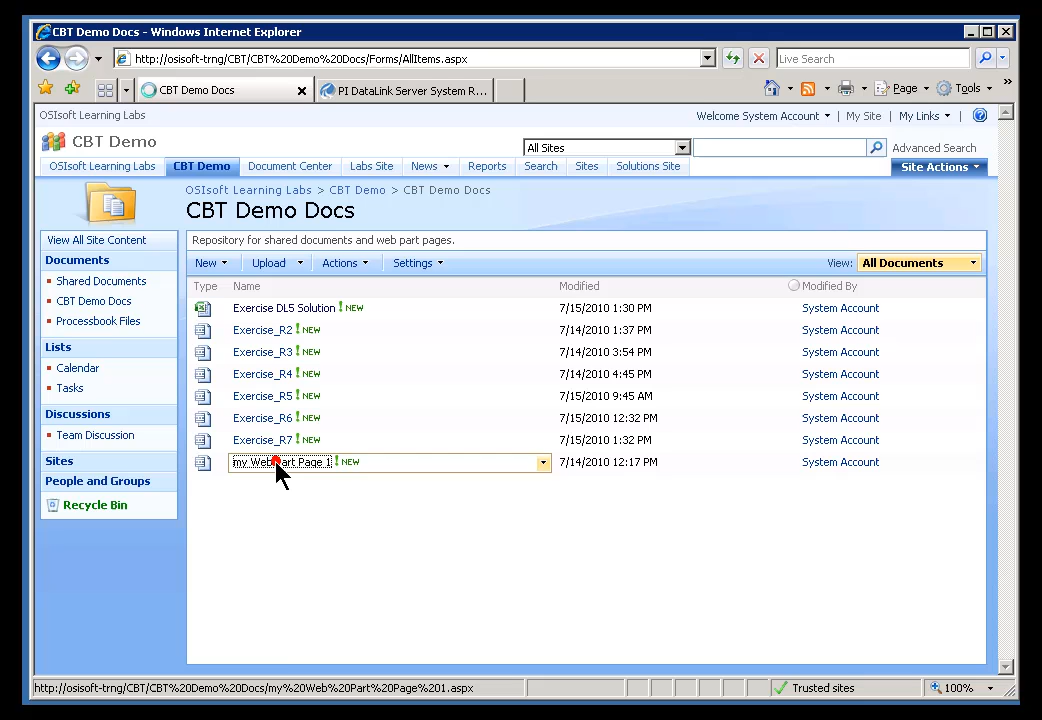 CBT Demo Docs - Windows Internet Explorer
http://osisoft-trng/CBT/CBT%20Demo%20Docs/Forms/AllItems.aspx
Live Search
CBT Demo Docs
PI DataLink Server System R...
Page
Tools
OSIsoft Learning Labs
Welcome System Account
My Site
My Links
CBT Demo
All Sites
Advanced Search
OSIsoft Learning Labs
CBT Demo
Document Center
Labs Site
News
Reports
Search
Sites
Solutions Site
Site Actions
OSIsoft Learning Labs > CBT Demo > CBT Demo Docs
CBT Demo Docs
View All Site Content
Documents
Shared Documents
CBT Demo Docs
Processbook Files
Lists
Calendar
Tasks
Discussions
Team Discussion
Sites
People and Groups
Recycle Bin
Repository for shared documents and web part pages.
New
Upload
Actions
Settings
View:
All Documents
Type
Name
Modified
Modified By
Exercise DL5 Solution ! NEW
7/15/2010 1:30 PM
System Account
Exercise_R2 ! NEW
7/14/2010 1:37 PM
System Account
Exercise_R3 ! NEW
7/14/2010 3:54 PM
System Account
Exercise_R4 ! NEW
7/14/2010 4:45 PM
System Account
Exercise_R5 ! NEW
7/15/2010 9:45 AM
System Account
Exercise_R6 ! NEW
7/15/2010 12:32 PM
System Account
Exercise_R7 ! NEW
7/15/2010 1:32 PM
System Account
my Web Part Page 1 ! NEW
7/14/2010 12:17 PM
System Account
http://osisoft-trng/CBT/CBT%20Demo%20Docs/my%20Web%20Part%20Page%201.aspx
Trusted sites
100%